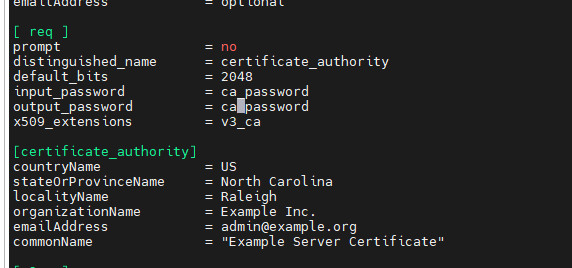 emailAddress = optional
[ req ]
prompt = no
distinguished_name = certificate_authority
default_bits = 2048
input_password = ca_password
output_password = ca_password
x509_extensions = v3_ca
[certificate_authority]
countryName = US
stateOrProvinceName = North Carolina
localityName = Raleigh
organizationName = Example Inc.
emailAddress = admin@example.org
commonName = "Example Server Certificate"